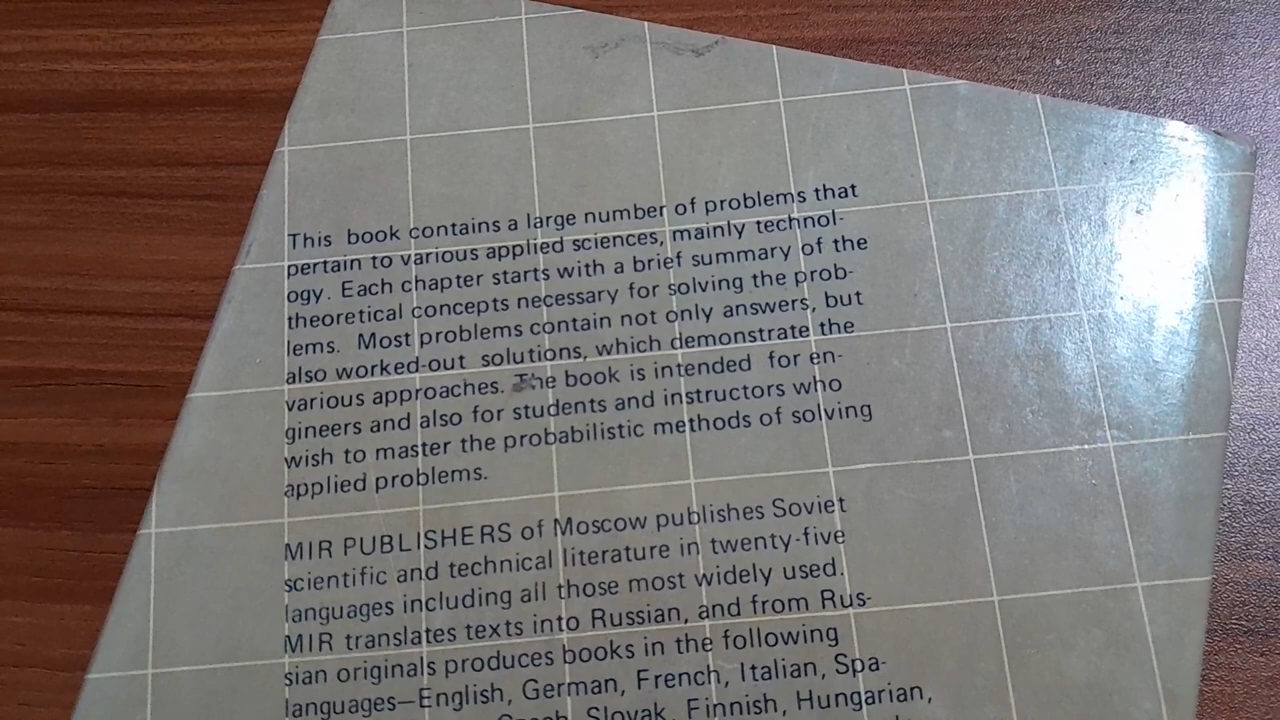 This book contains a large number of problems that
pertain to various applied sciences, mainly technol-
ogy. Each chapter starts with a brief summary of the
theoretical concepts necessary for solving the prob-
lems. Most problems contain not only answers, but
also worked-out solutions, which demonstrate the
various approaches. The book is intended for en-
gineers and also for students and instructors who
wish to master the probabilistic methods of solving
applied problems.
MIR PUBLISHERS of Moscow publishes Soviet
scientific and technical literature in twenty-five
languages including all those most widely used.
MIR translates texts into Russian, and from Rus-
sian originals produces books in the following
languages—English, German, French, Italian, Spa-
Czech, Slovak, Finnish, Hungarian,